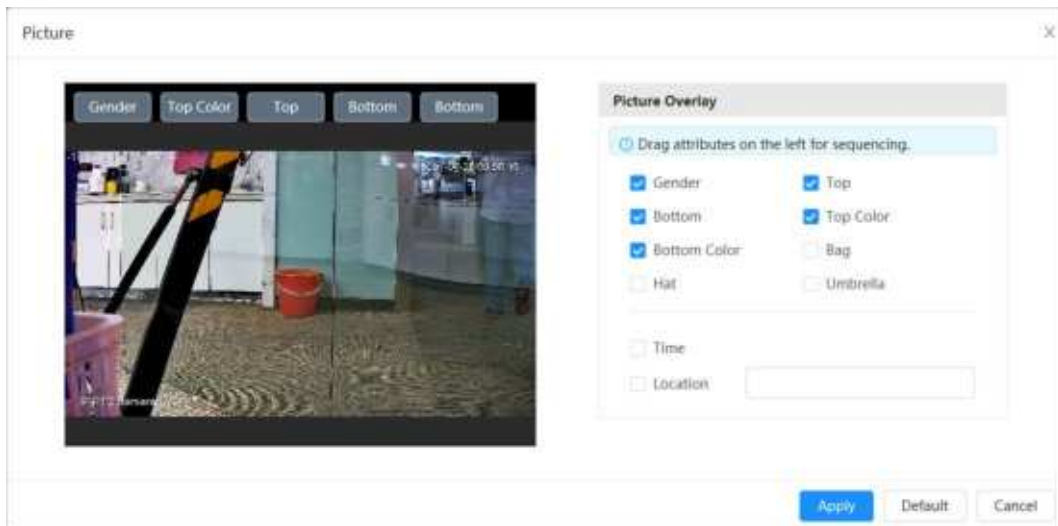 Picture
X
Gender Top Color Top Bottom Bottom
Picture Overlay
Drag attributes on the left for sequencing.
Gender Top
Bottom Top Color
Bottom Color Bag
Hat Umbrella
Time
Location
Apply Default Cancel